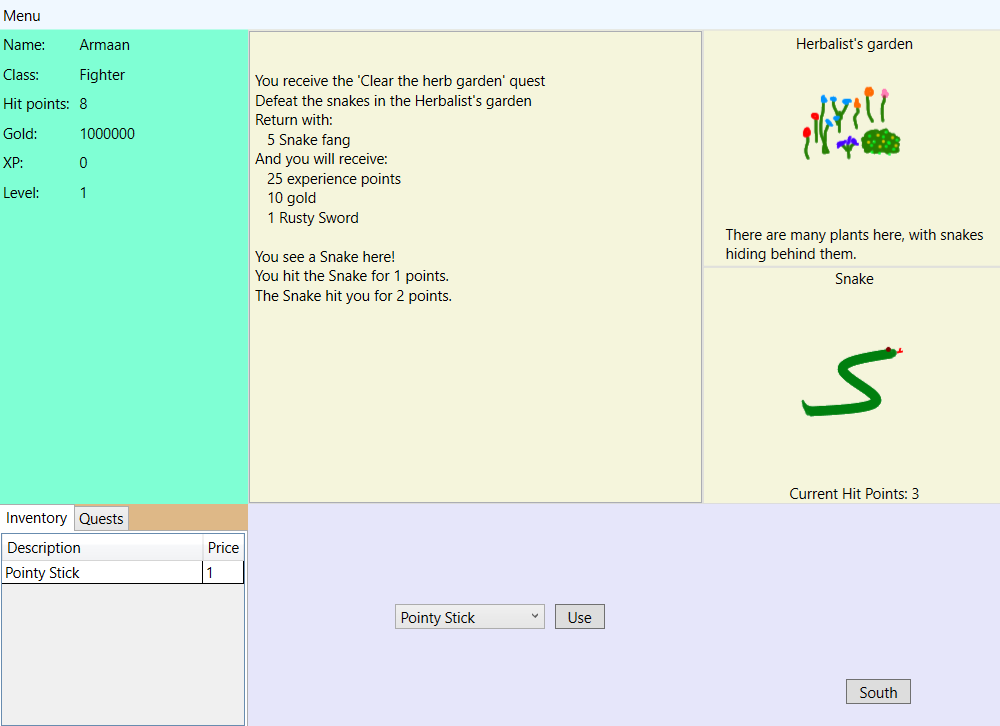 Menu
Name: Armaan
Class: Fighter
Hit points: 8
Gold: 1000000
XP: 0
Level: 1
You receive the 'Clear the herb garden' quest
Defeat the snakes in the Herbalist's garden
Return with:
5 Snake fang
And you will receive:
25 experience points
10 gold
1 Rusty Sword
You see a Snake here!
You hit the Snake for 1 points.
The Snake hit you for 2 points.
Herbalist's garden
There are many plants here, with snakes
hiding behind them.
Snake
Current Hit Points: 3
Inventory Quests
Description Price
Pointy Stick 1
Pointy Stick Use
South